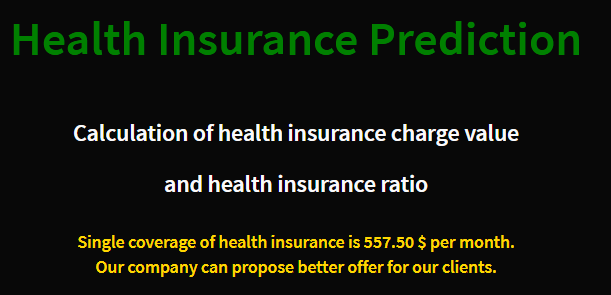 Health Insurance Prediction
Calculation of health insurance charge value
and health insurance ratio
Single coverage of health insurance is 557.50 $ per month.
Our company can propose better offer for our clients.